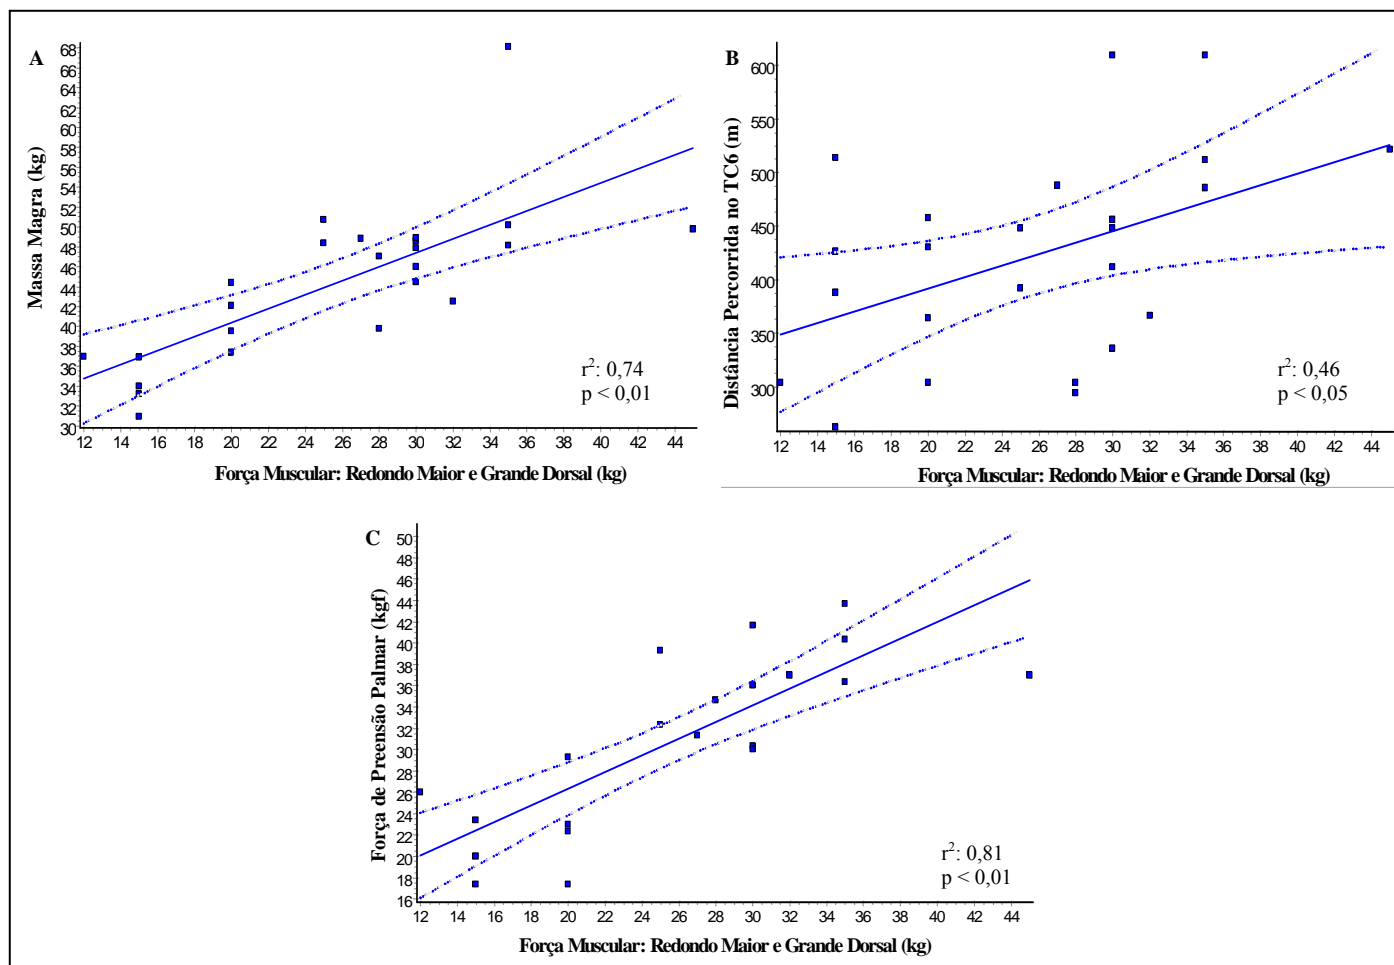 A
68
66
64
62
60
58
56
54
52
50
48
46
44
42
40
38
36
34
32
30
Massa Magra (kg)
r²: 0,74
p < 0,01
12 14 16 18 20 22 24 26 28 30 32 34 36 38 40 42 44
Força Muscular: Redondo Maior e Grande Dorsal (kg)
B
600
550
500
450
400
350
300
Distância Percorrida no TC6 (m)
r²: 0,46
p < 0,05
12 14 16 18 20 22 24 26 28 30 32 34 36 38 40 42 44
Força Muscular: Redondo Maior e Grande Dorsal (kg)
C
50
48
46
44
42
40
38
36
34
32
30
28
26
24
22
20
18
16
Força de Preensão Palmar (kgf)
r²: 0,81
p < 0,01
12 14 16 18 20 22 24 26 28 30 32 34 36 38 40 42 44
Força Muscular: Redondo Maior e Grande Dorsal (kg)